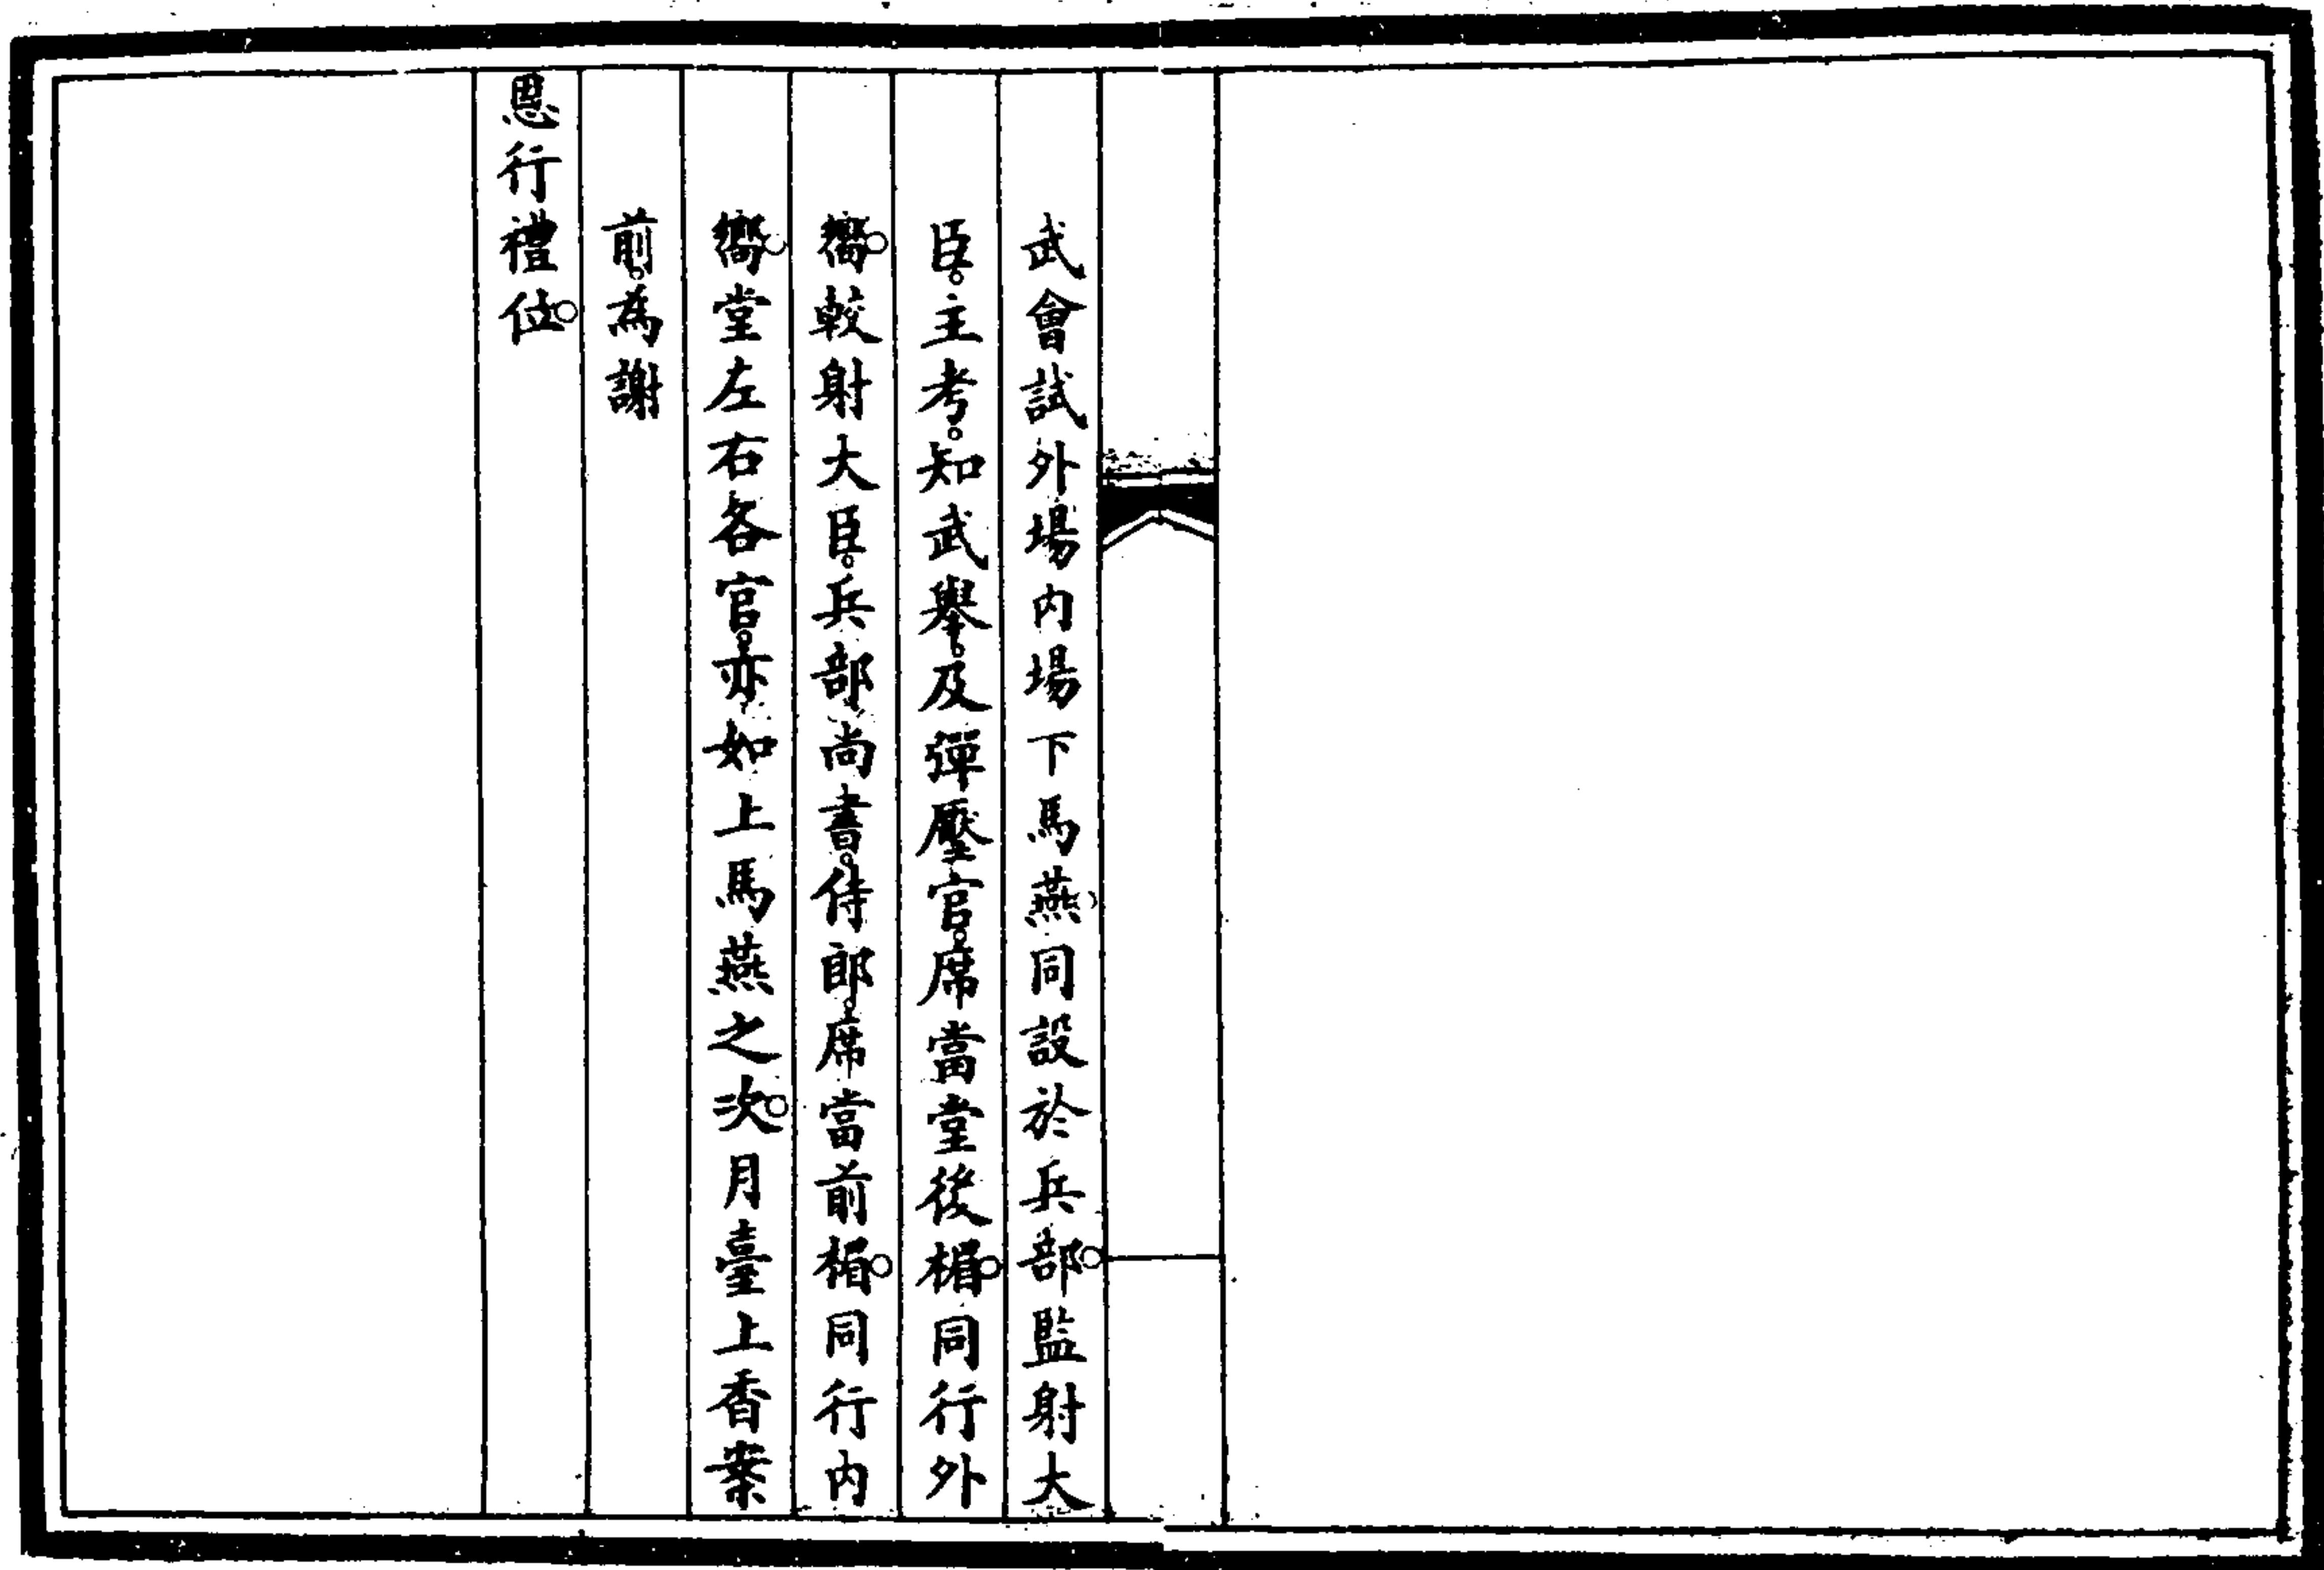 武會試外場內場下馬燕同設於兵部。監射大
臣。主考。知武舉。及彈壓官。席當堂後楣。同行外
嚮。較射大臣。兵部尚書。侍郎。席當前楣。同行內
嚮。堂左右各官。亦如上馬燕之次。月臺上香案
前。為謝
恩行禮位。